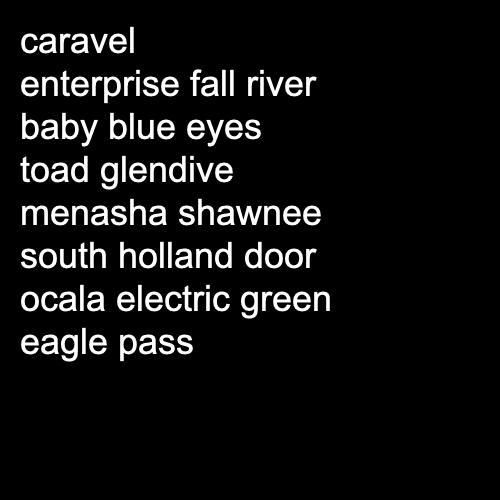 caravel
enterprise fall river
baby blue eyes
toad glendive
menasha shawnee
south holland door
ocala electric green
eagle pass